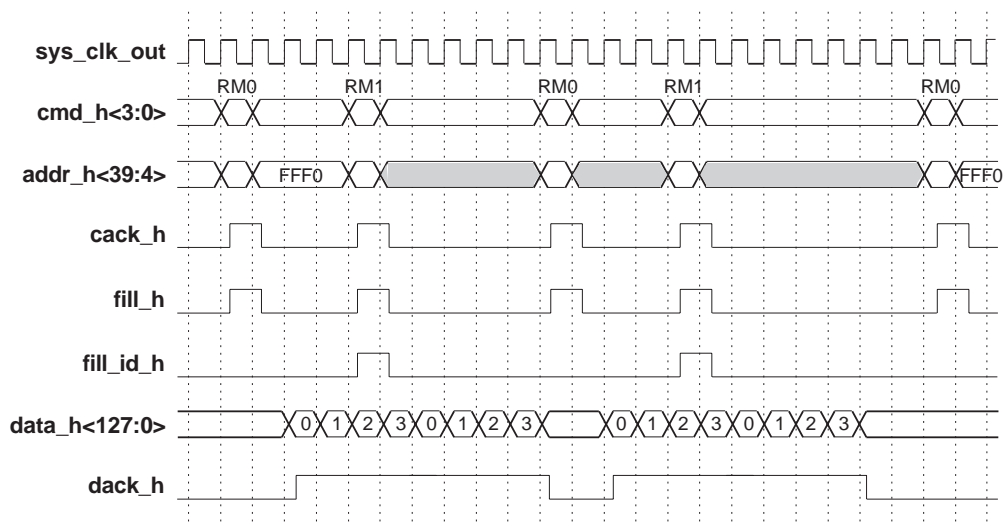 sys_clk_out
RM0 RM1 RM0 RM1 RM0
cmd_h<3:0>
addr_h<39:4> FFF0 FFF0
cack_h
fill_h
fill_id_h
data_h<127:0> 0 1 2 3 0 1 2 3 0 1 2 3 0 1 2 3
dack_h